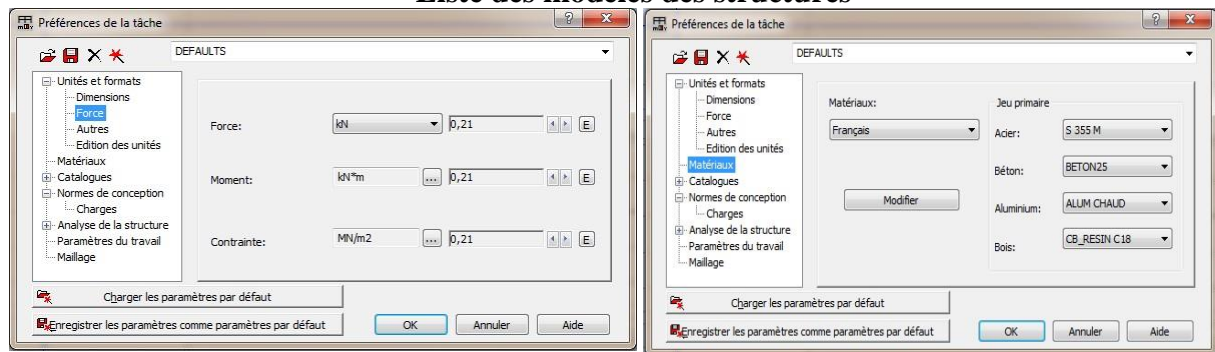 Liste des modèles des structures
Préférences de la tâche
DEFAULTS
Unités et formats
Dimensions
Force
Autres
Edition des unités
Matériaux
Catalogues
Normes de conception
Charges
Analyse de la structure
Paramètres du travail
Maillage
Force:
kN
0,21
E
Moment:
kN*m
...
0,21
E
Contrainte:
MN/m2
...
0,21
E
Charger les paramètres par défaut
Enregistrer les paramètres comme paramètres par défaut
OK
Annuler
Aide
Préférences de la tâche
DEFAULTS
Unités et formats
Dimensions
Force
Autres
Edition des unités
Matériaux
Catalogues
Normes de conception
Charges
Analyse de la structure
Paramètres du travail
Maillage
Matériaux:
Français
Modifier
Jeu primaire
Acier:
S 355 M
Béton:
BETON25
Aluminium:
ALUM CHAUD
Bois:
CB_RESIN C18
Charger les paramètres par défaut
Enregistrer les paramètres comme paramètres par défaut
OK
Annuler
Aide